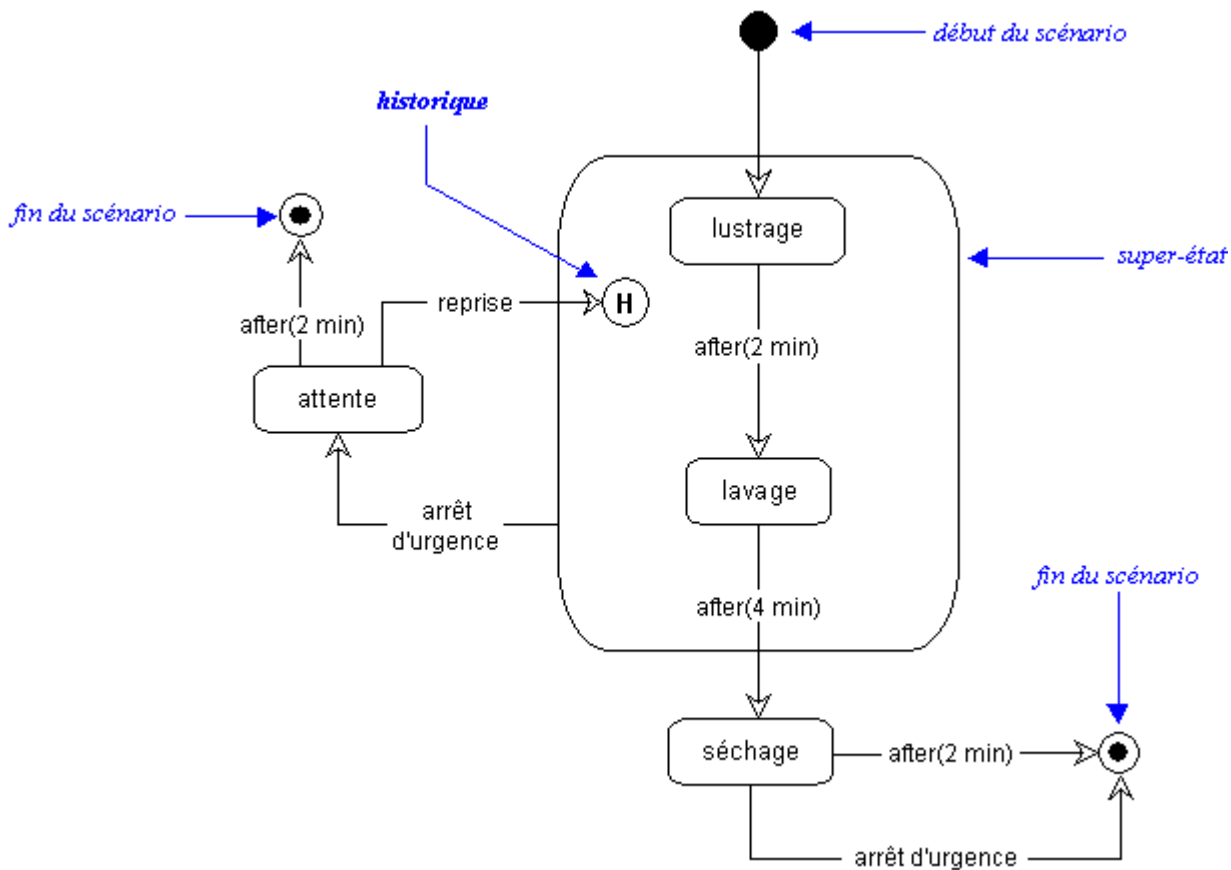 début du scénario
historique
fin du scénario
lustrage
super-état
reprise
H
after(2 min)
after(2 min)
attente
lavage
arrêt
d'urgence
fin du scénario
after(4 min)
séchage
after(2 min)
arrêt d'urgence